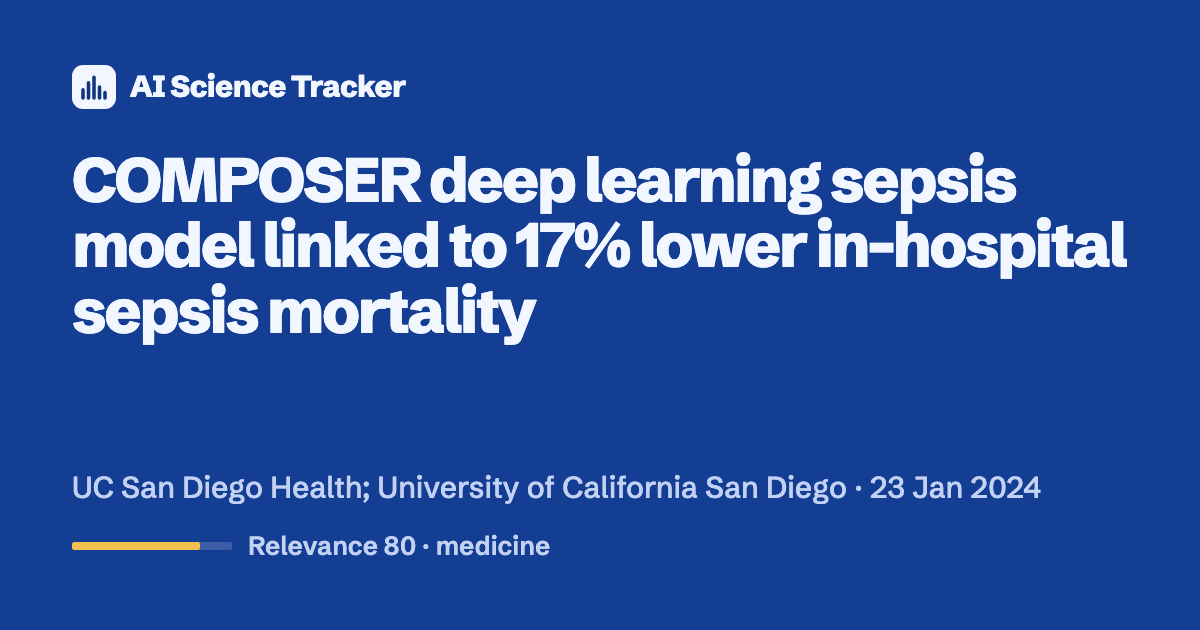 AI Science Tracker
COMPOSER deep learning sepsis
model linked to 17% lower in-hospital
sepsis mortality
UC San Diego Health; University of California San Diego · 23 Jan 2024
Relevance 80 · medicine